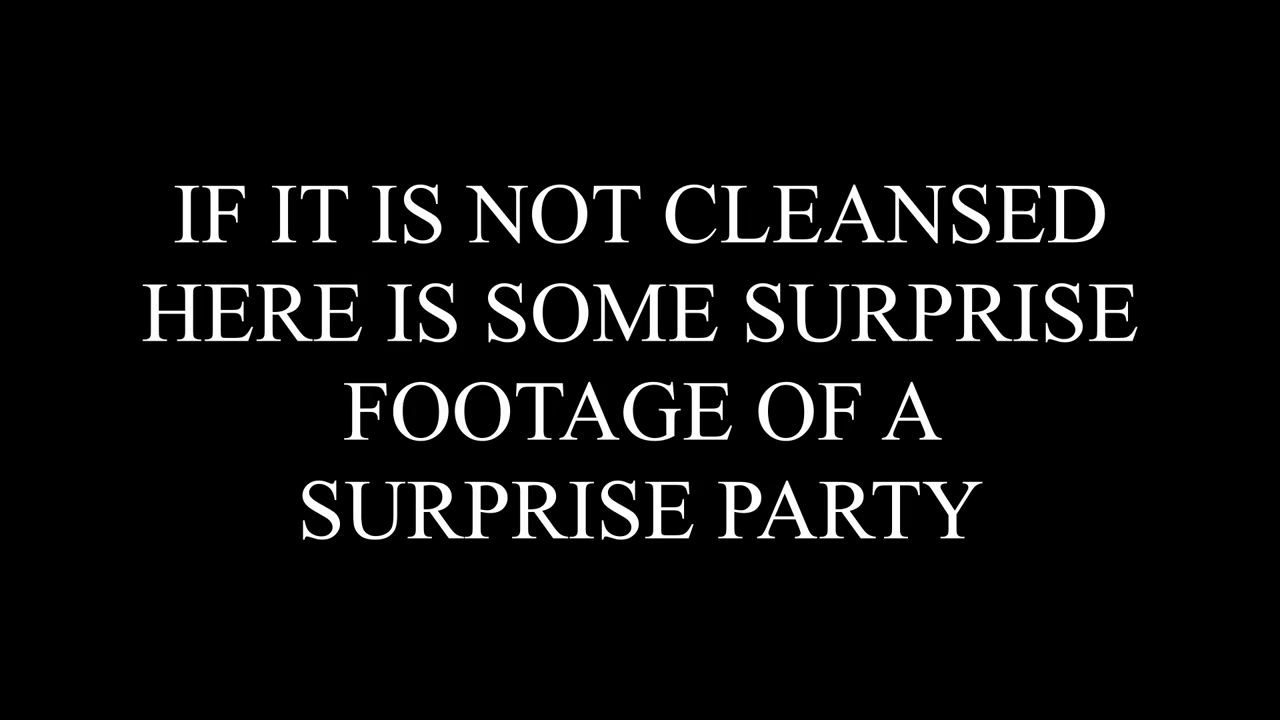 IF IT IS NOT CLEANSED
HERE IS SOME SURPRISE
FOOTAGE OF A
SURPRISE PARTY